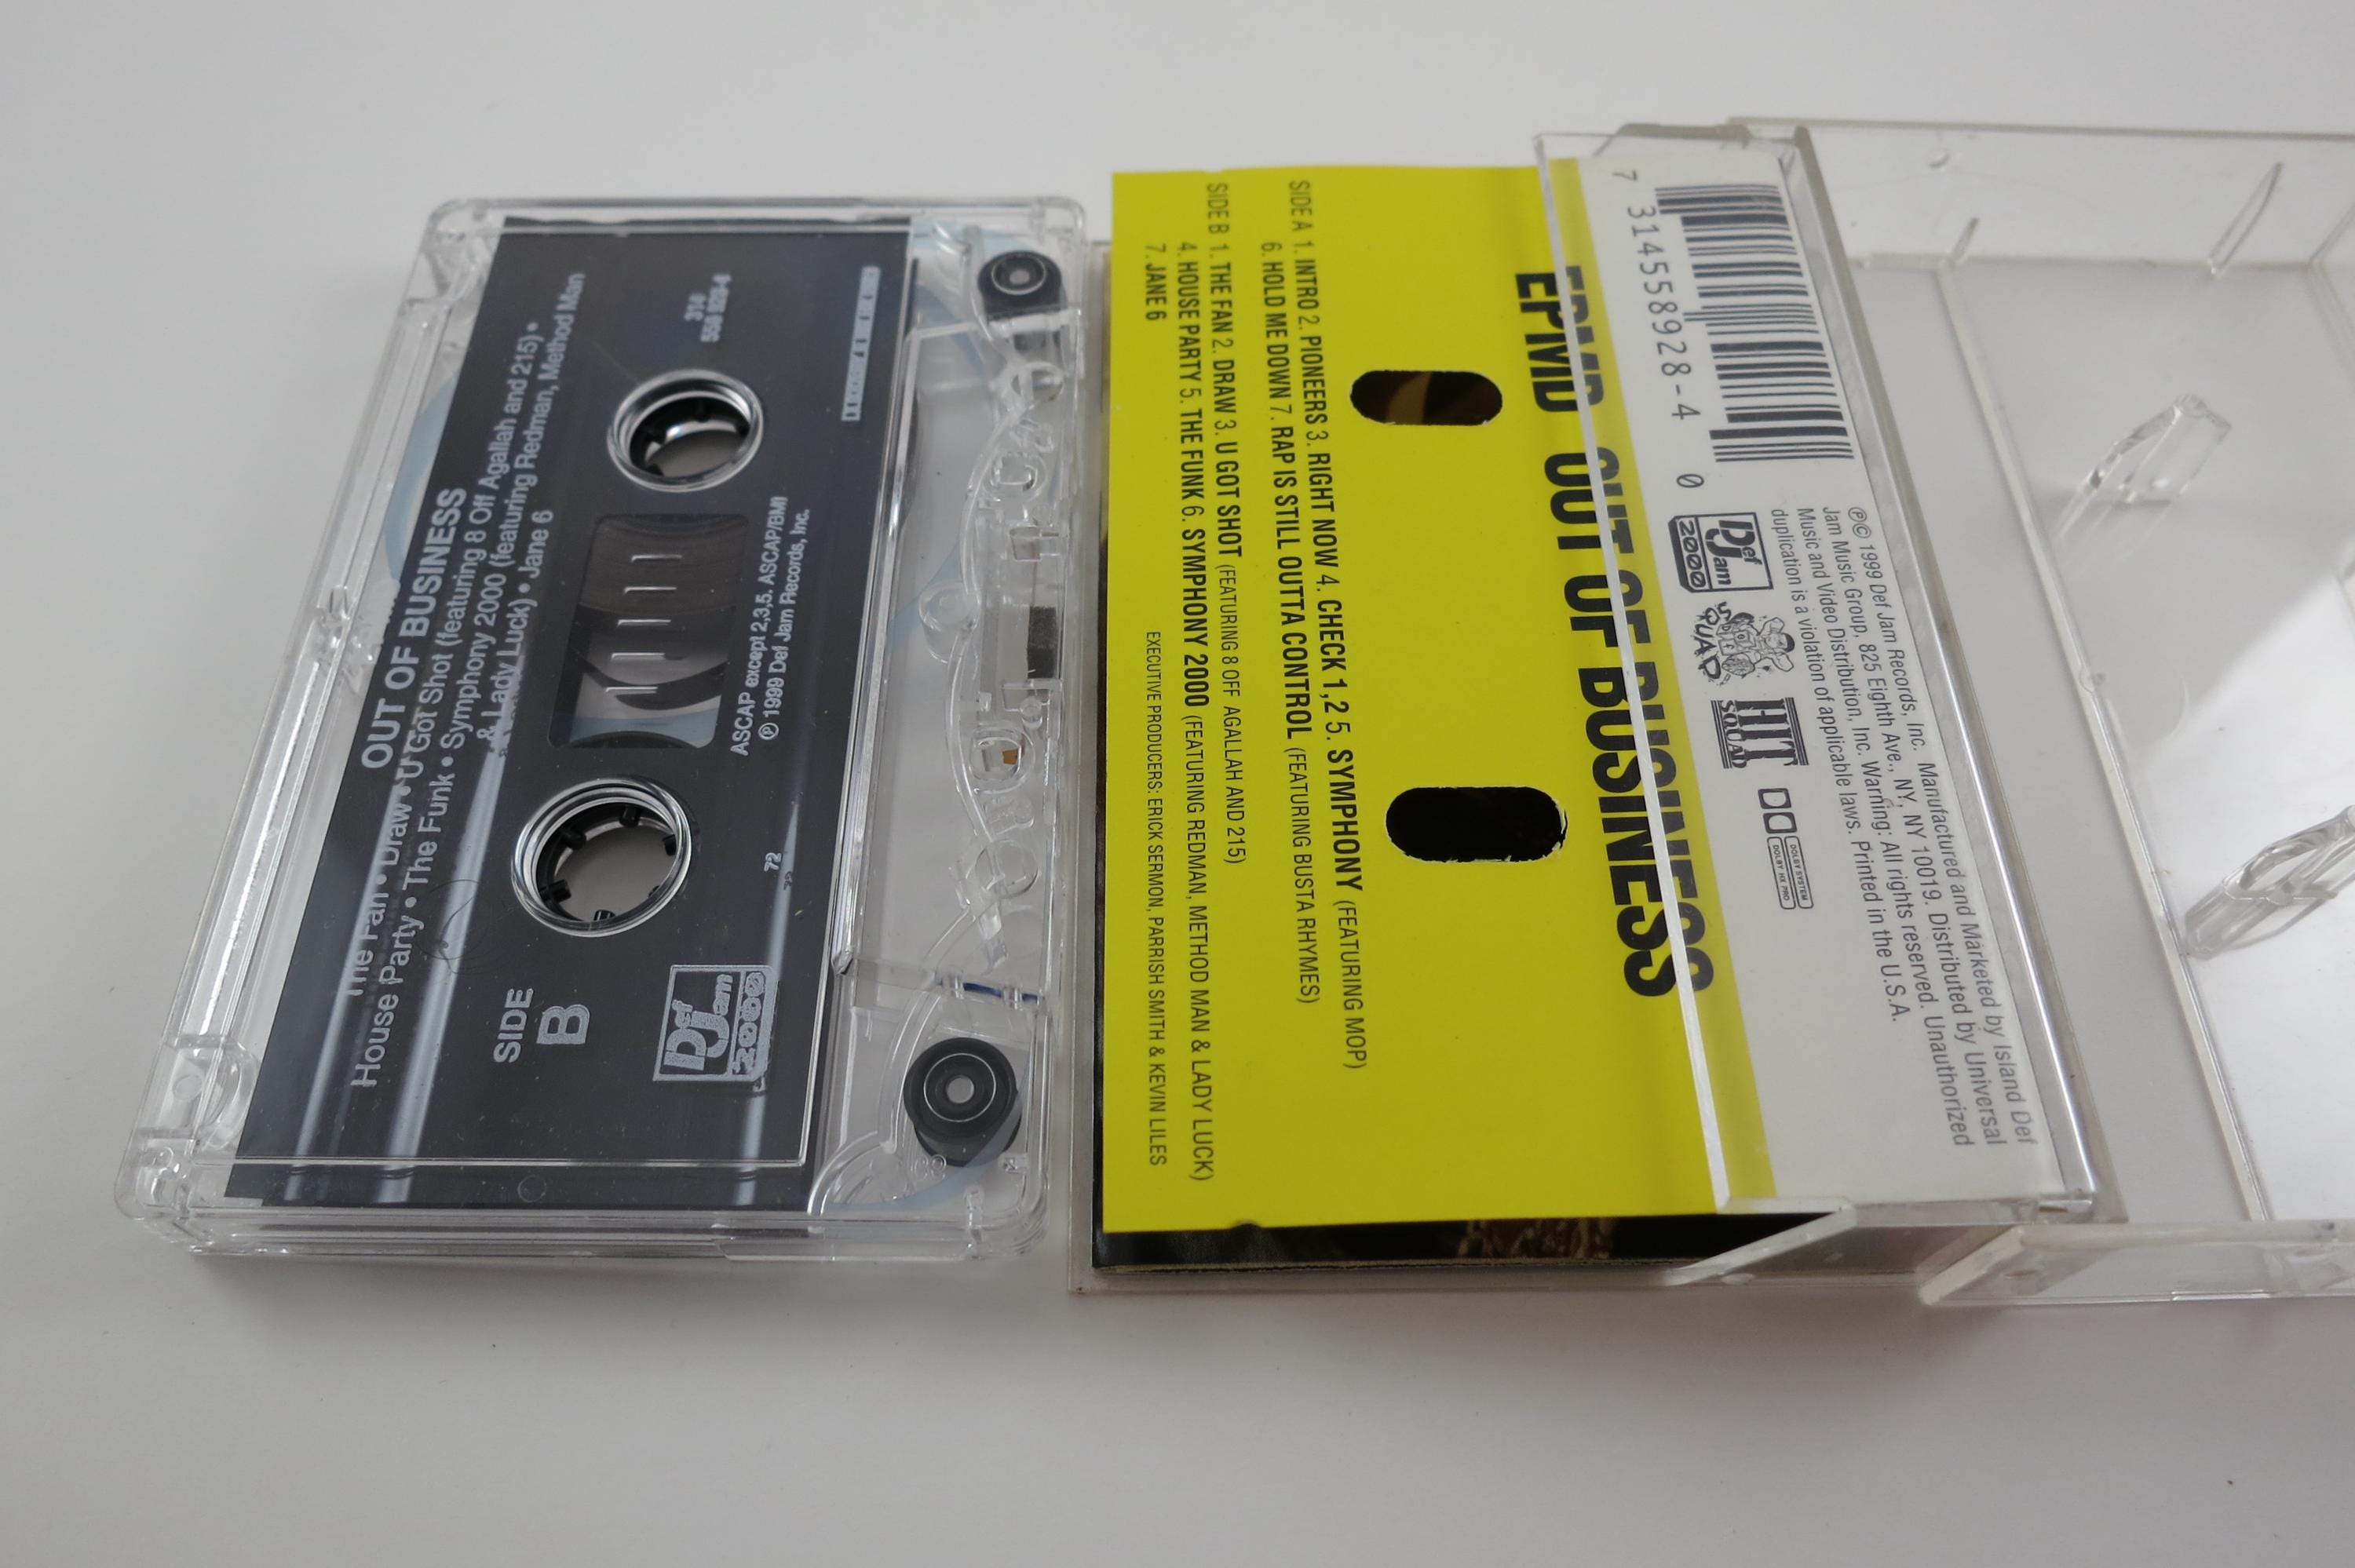 OUT OF BUSINESS
The Fan • Draw • U Got Shot (featuring 8 Off Agallah and 215) •
House Party • The Funk • Symphony 2000 (featuring Redman, Method Man
& Lady Luck) • Jane 6
SIDE
B
314
558 928-4
ASCAP except 2,3,5. ASCAP/BMI
℗ 1999 Def Jam Records, Inc.
72
Def
Jam
2000
EPMD OUT OF BUSINESS
SIDE A 1. INTRO 2. PIONEERS 3. RIGHT NOW 4. CHECK 1,2 5. SYMPHONY (FEATURING MOP)
6. HOLD ME DOWN 7. RAP IS STILL OUTTA CONTROL (FEATURING BUSTA RHYMES)
SIDE B 1. THE FAN 2. DRAW 3. U GOT SHOT (FEATURING 8 OFF AGALLAH AND 215)
4. HOUSE PARTY 5. THE FUNK 6. SYMPHONY 2000 (FEATURING REDMAN, METHOD MAN & LADY LUCK)
7. JANE 6
EXECUTIVE PRODUCERS: ERICK SERMON, PARRISH SMITH & KEVIN LILES
7 314558928-4 0
Def
Jam
2000
SQUAD
HIT
SQUAD
DOLBY SYSTEM
DOLBY HX PRO
℗© 1999 Def Jam Records, Inc. Manufactured and Marketed by Island Def
Jam Music Group, 825 Eighth Ave., NY, NY 10019. Distributed by Universal
Music and Video Distribution, Inc. Warning: All rights reserved. Unauthorized
duplication is a violation of applicable laws. Printed in the U.S.A.